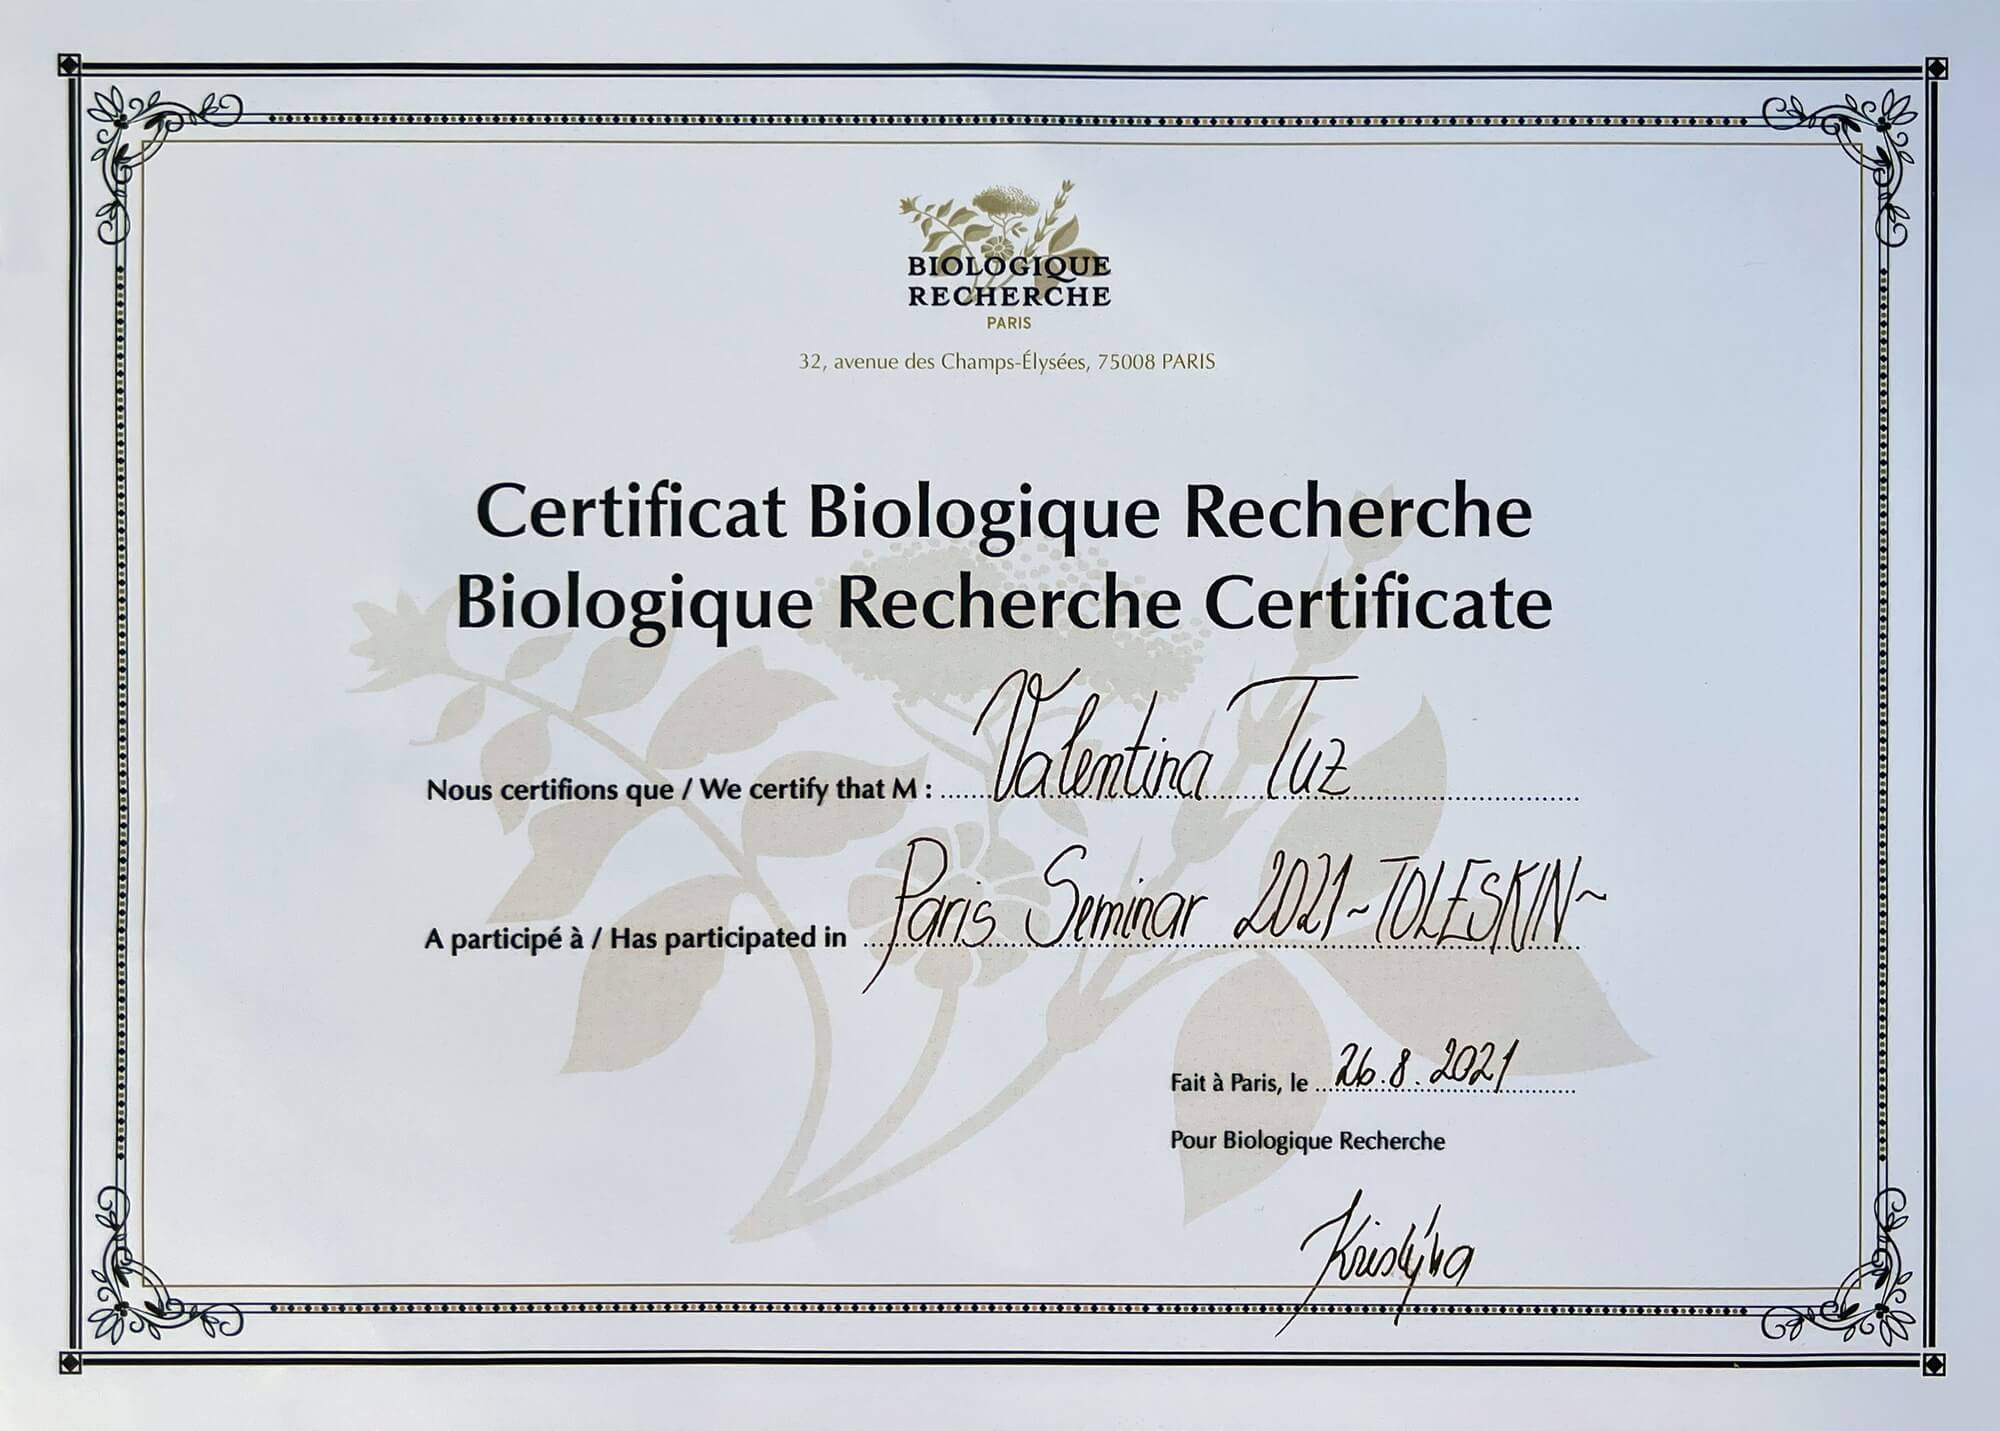 BIOLOGIQUE
RECHERCHE
PARIS
32, avenue des Champs-Élysées, 75008 PARIS
Certificat Biologique Recherche
Biologique Recherche Certificate
Nous certifions que / We certify that M : Valentina Tuz
A participé à / Has participated in Paris Seminar 2021 ~TOLESKIN~
Fait à Paris, le 26.8.2021
Pour Biologique Recherche